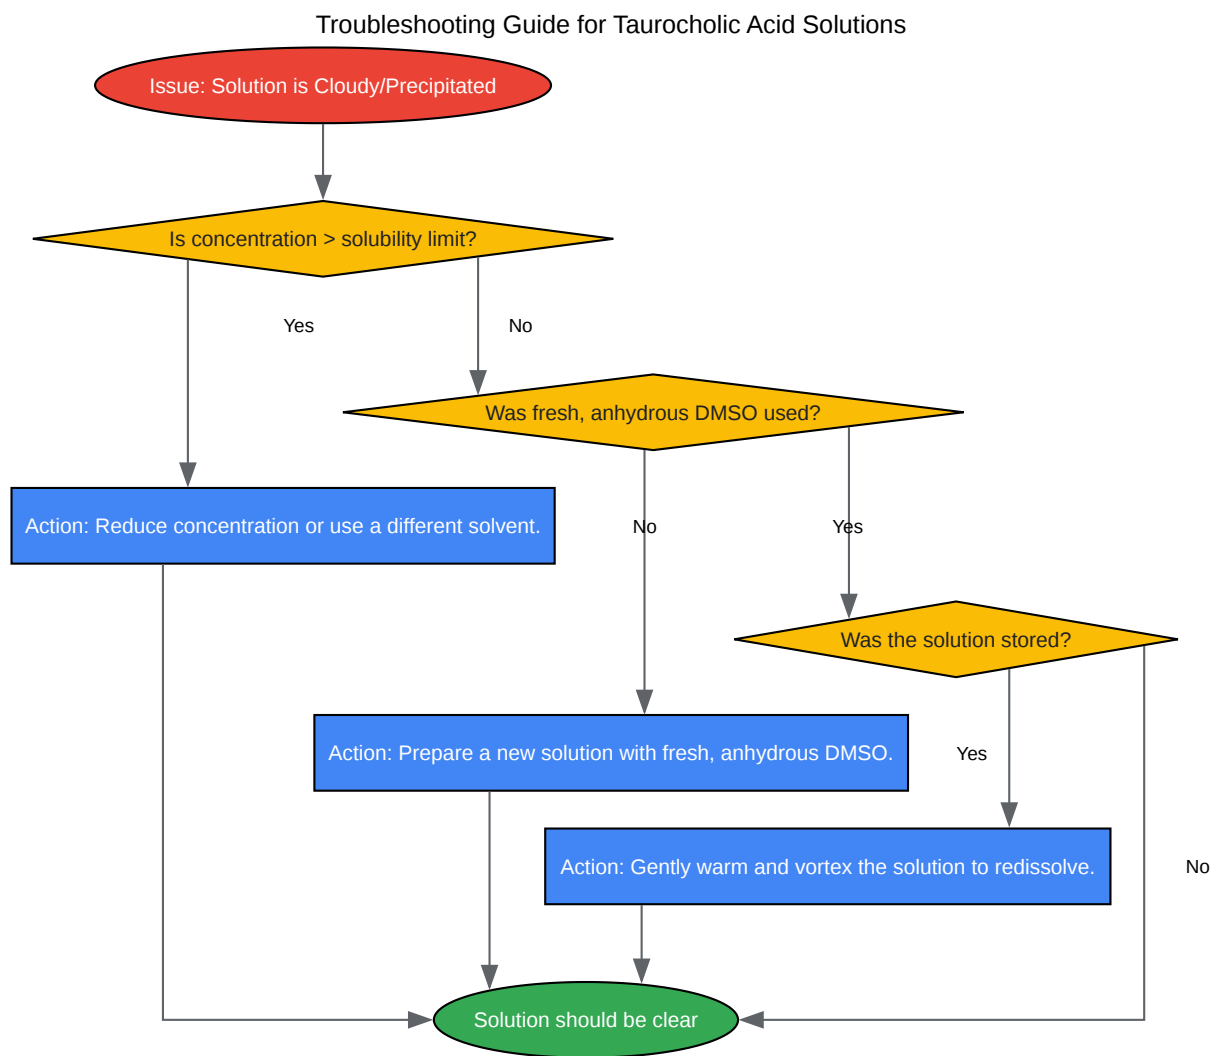 Troubleshooting Guide for Taurocholic Acid Solutions
Issue: Solution is Cloudy/Precipitated
Is concentration > solubility limit?
Yes
No
Was fresh, anhydrous DMSO used?
Action: Reduce concentration or use a different solvent.
No
Yes
Was the solution stored?
Action: Prepare a new solution with fresh, anhydrous DMSO.
Yes
Action: Gently warm and vortex the solution to redissolve.
No
Solution should be clear